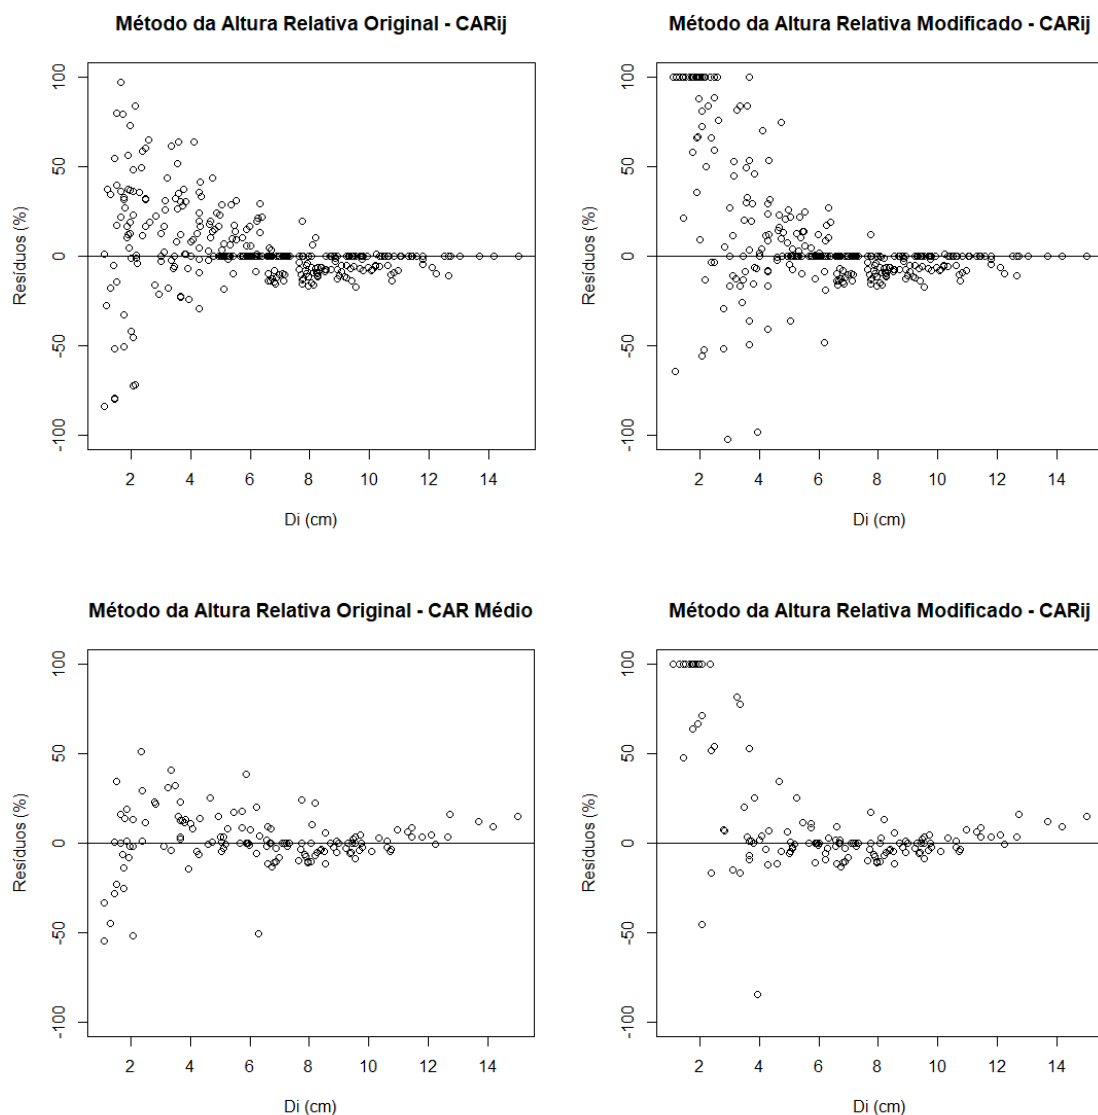 Método da Altura Relativa Original - CARij
Método da Altura Relativa Modificado - CARij
Resíduos (%)
100
50
0
-50
-100
2 4 6 8 10 12 14
Di (cm)
Resíduos (%)
100
50
0
-50
-100
2 4 6 8 10 12 14
Di (cm)
Método da Altura Relativa Original - CAR Médio
Método da Altura Relativa Modificado - CARij
Resíduos (%)
100
50
0
-50
-100
2 4 6 8 10 12 14
Di (cm)
Resíduos (%)
100
50
0
-50
-100
2 4 6 8 10 12 14
Di (cm)